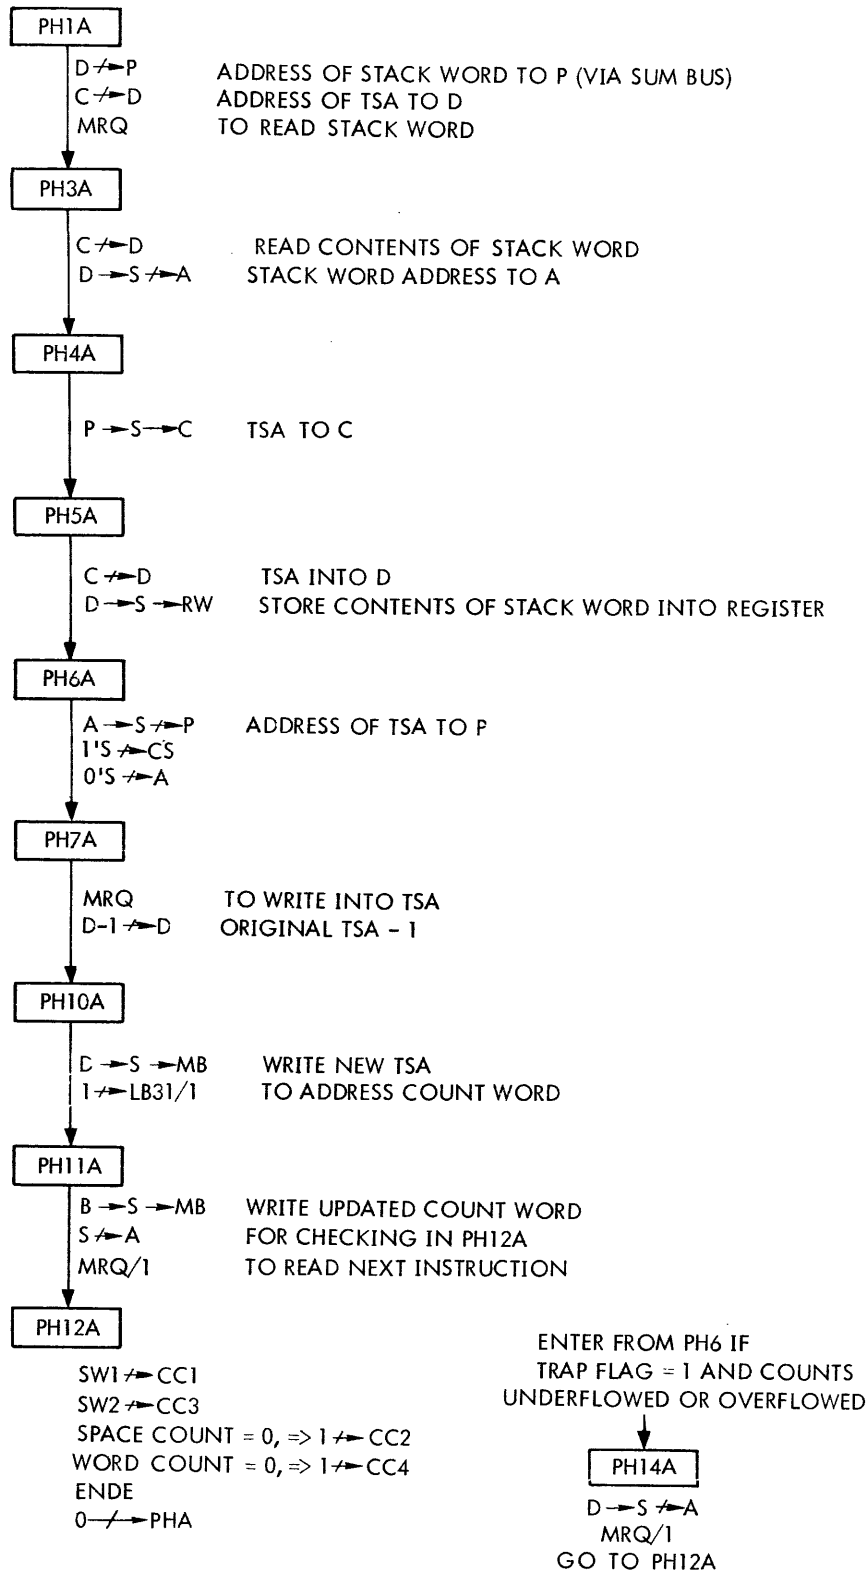 PH1A
D ⇸ P ADDRESS OF STACK WORD TO P (VIA SUM BUS)
C ⇸ D ADDRESS OF TSA TO D
MRQ TO READ STACK WORD
PH3A
C ⇸ D READ CONTENTS OF STACK WORD
D → S ⇸ A STACK WORD ADDRESS TO A
PH4A
P → S → C TSA TO C
PH5A
C ⇸ D TSA INTO D
D → S → RW STORE CONTENTS OF STACK WORD INTO REGISTER
PH6A
A → S ⇸ P ADDRESS OF TSA TO P
1'S ⇸ CS
0'S ⇸ A
PH7A
MRQ TO WRITE INTO TSA
D-1 ⇸ D ORIGINAL TSA - 1
PH10A
D → S → MB WRITE NEW TSA
1 ⇸ LB31/1 TO ADDRESS COUNT WORD
PH11A
B → S → MB WRITE UPDATED COUNT WORD
S ⇸ A FOR CHECKING IN PH12A
MRQ/1 TO READ NEXT INSTRUCTION
PH12A
SW1 ⇸ CC1
SW2 ⇸ CC3
SPACE COUNT = 0, => 1 ⇸ CC2
WORD COUNT = 0, => 1 ⇸ CC4
ENDE
0 ⇸ PHA
ENTER FROM PH6 IF
TRAP FLAG = 1 AND COUNTS
UNDERFLOWED OR OVERFLOWED
PH14A
D → S ⇸ A
MRQ/1
GO TO PH12A